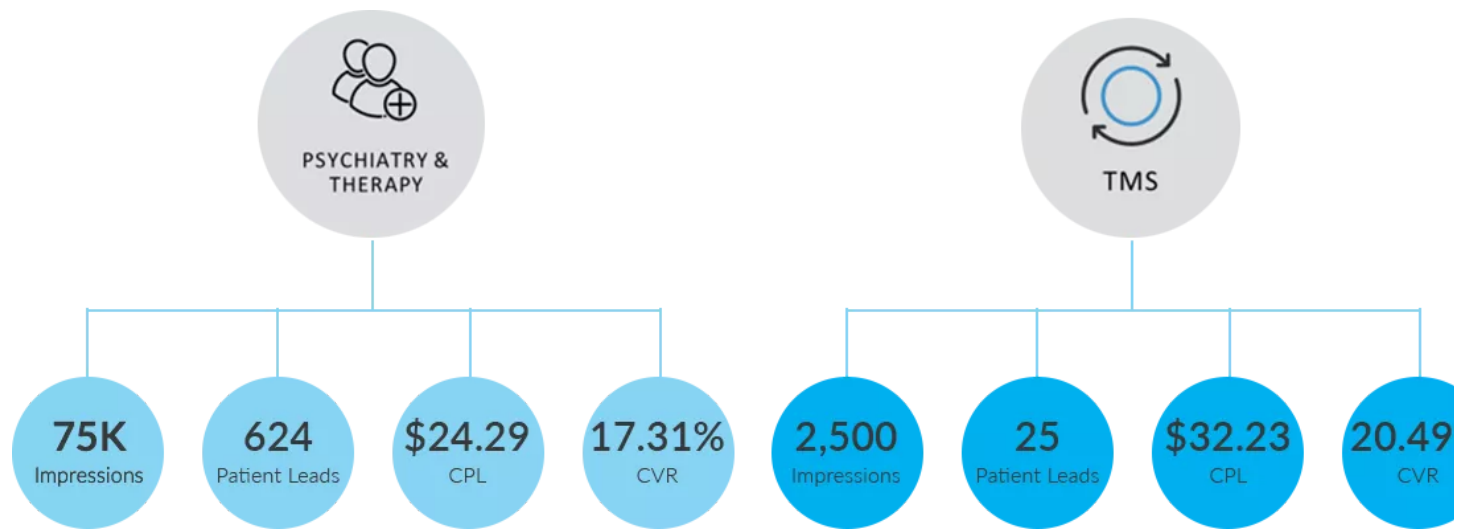 PSYCHIATRY &
THERAPY
75K
Impressions
624
Patient Leads
$24.29
CPL
17.31%
CVR
TMS
2,500
Impressions
25
Patient Leads
$32.23
CPL
20.49
CVR